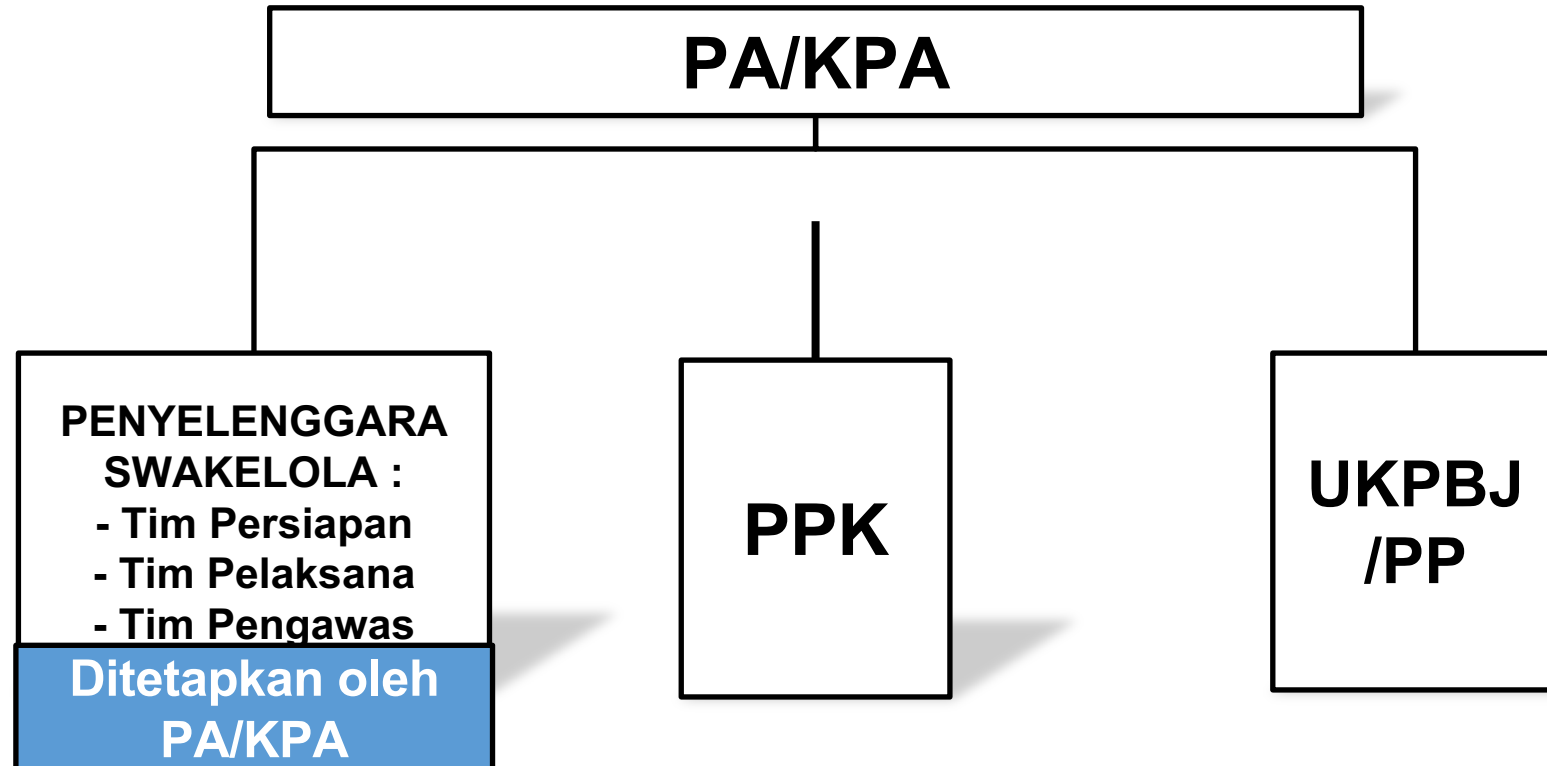 PA/KPA
PENYELENGGARA
SWAKELOLA :
- Tim Persiapan
- Tim Pelaksana
- Tim Pengawas
Ditetapkan oleh
PA/KPA
PPK
UKPBJ
/PP